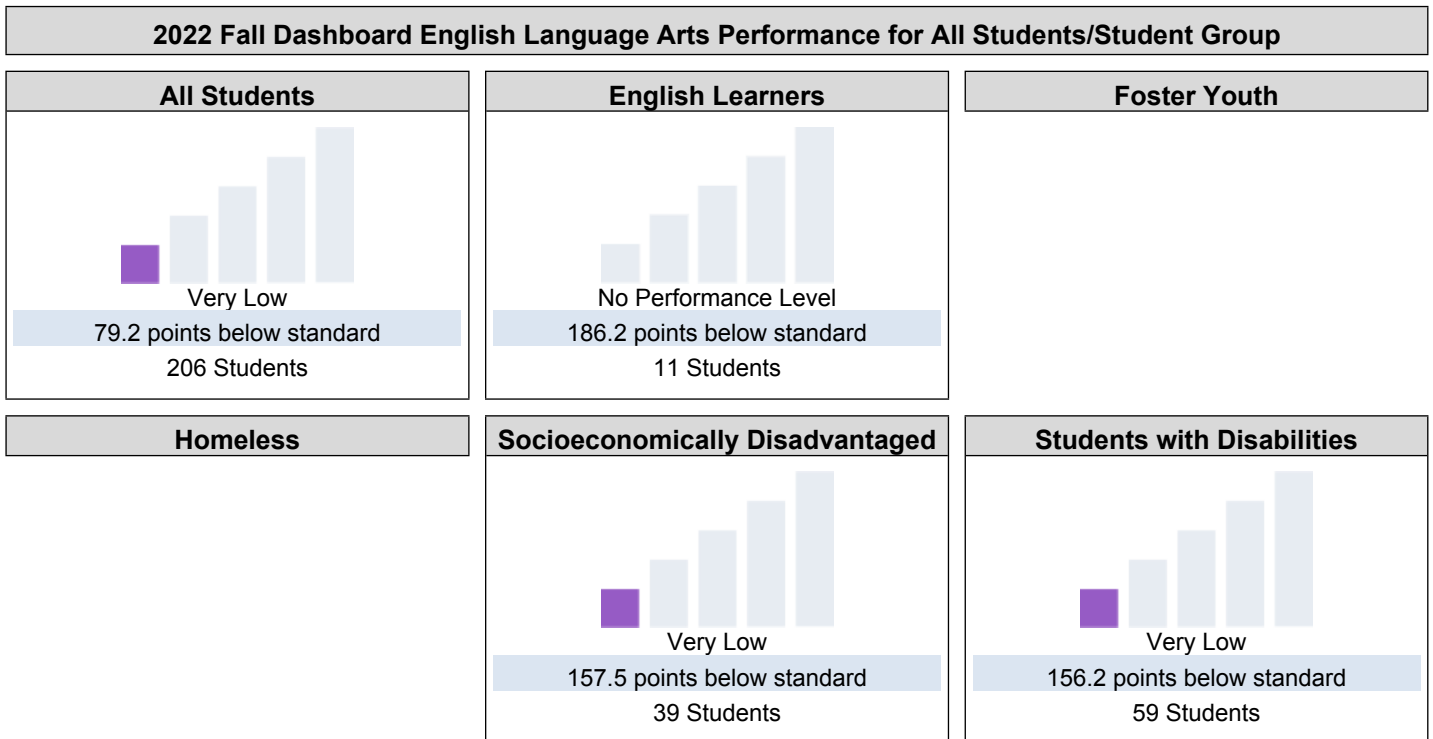 2022 Fall Dashboard English Language Arts Performance for All Students/Student Group
All Students
Very Low
79.2 points below standard
206 Students
English Learners
No Performance Level
186.2 points below standard
11 Students
Foster Youth
Homeless
Socioeconomically Disadvantaged
Very Low
157.5 points below standard
39 Students
Students with Disabilities
Very Low
156.2 points below standard
59 Students